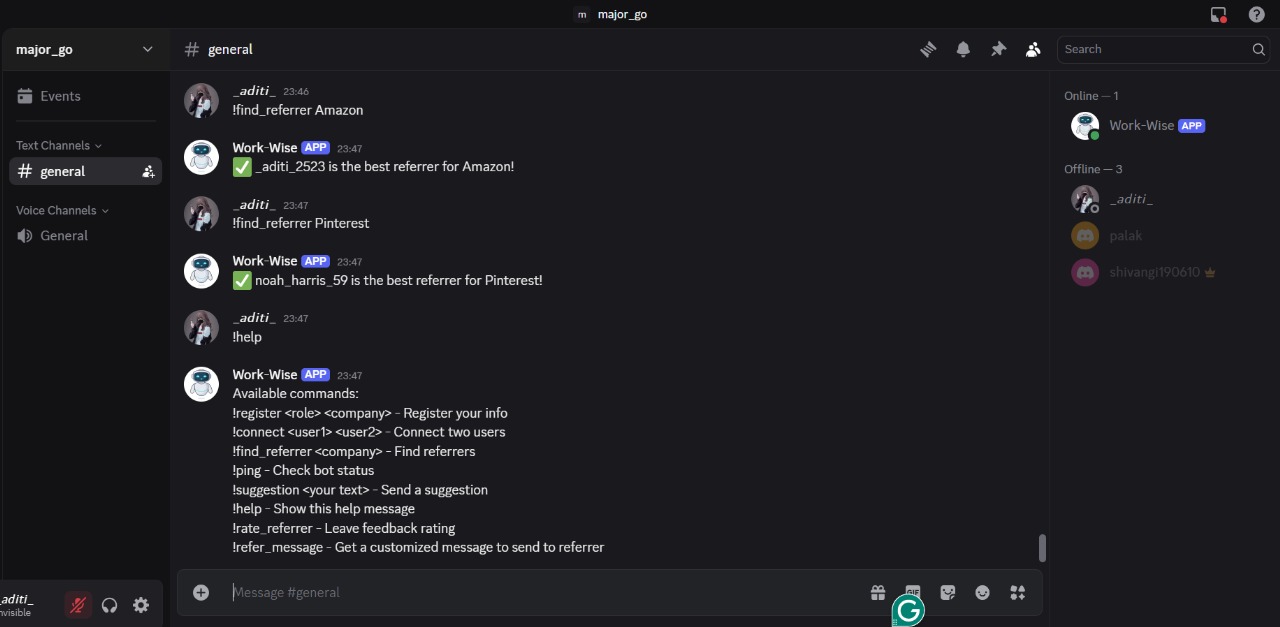 m major_go
major_go
# general
Search
Events
Text Channels
# general
Voice Channels
General
_aditi_ 23:46
!find_referrer Amazon
Work-Wise APP 23:47
✅ _aditi_2523 is the best referrer for Amazon!
_aditi_ 23:47
!find_referrer Pinterest
Work-Wise APP 23:47
✅ noah_harris_59 is the best referrer for Pinterest!
_aditi_ 23:47
!help
Work-Wise APP 23:47
Available commands:
!register <role> <company> - Register your info
!connect <user1> <user2> - Connect two users
!find_referrer <company> - Find referrers
!ping - Check bot status
!suggestion <your text> - Send a suggestion
!help - Show this help message
!rate_referrer - Leave feedback rating
!refer_message - Get a customized message to send to referrer
Message #general
GIF
G
Online — 1
Work-Wise APP
Offline — 3
_aditi_
palak
shivangi190610
_aditi_
nvisible